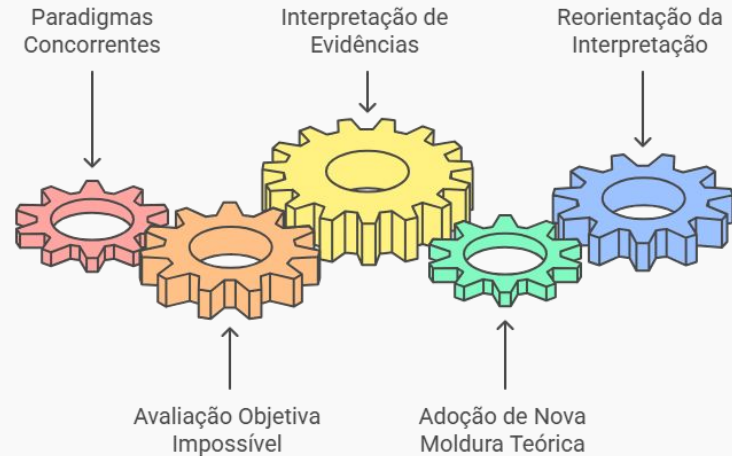 Paradigmas
Concorrentes
Interpretação de
Evidências
Reorientação da
Interpretação
Avaliação Objetiva
Impossível
Adoção de Nova
Moldura Teórica